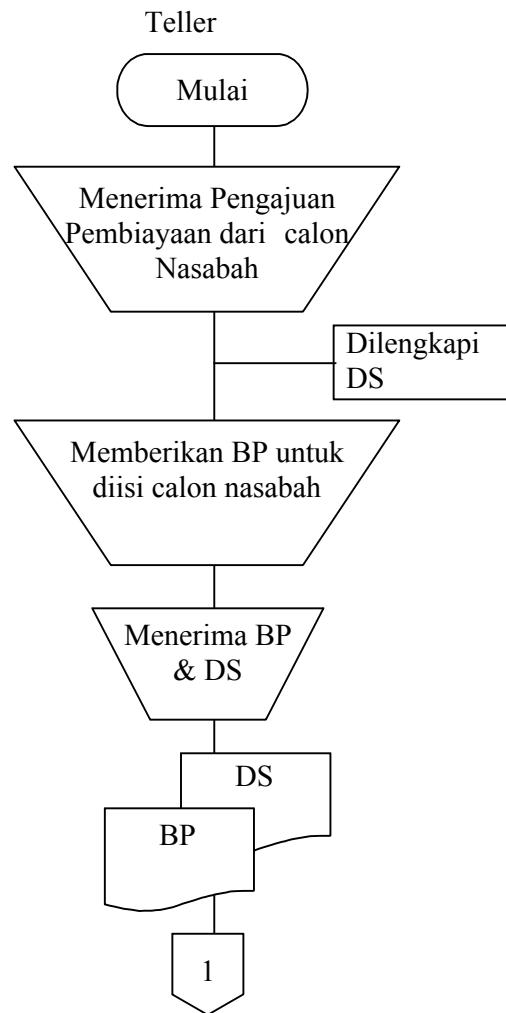 Teller
Mulai
Menerima Pengajuan
Pembiayaan dari calon
Nasabah
Dilengkapi
DS
Memberikan BP untuk
diisi calon nasabah
Menerima BP
& DS
DS
BP
1